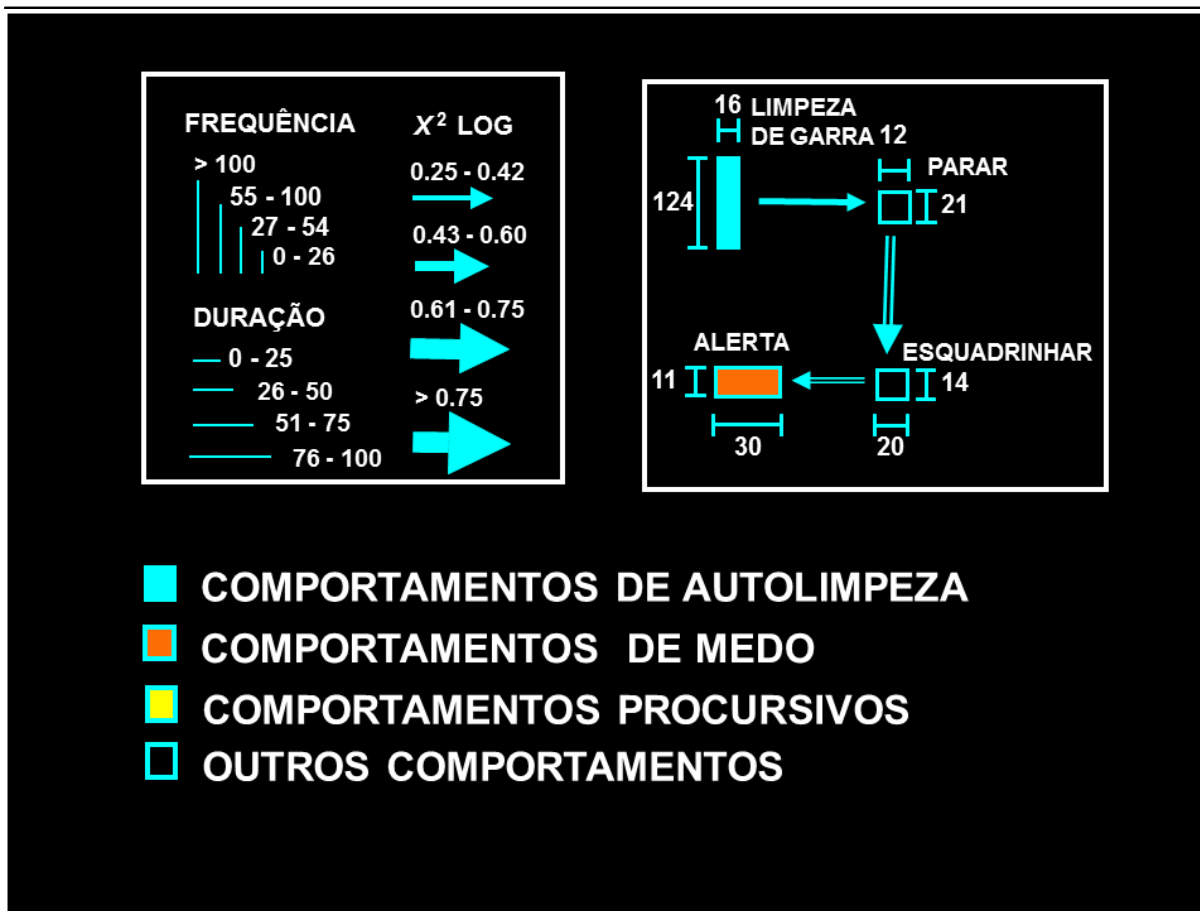 FREQUÊNCIA
> 100
55 - 100
27 - 54
0 - 26
DURAÇÃO
0 - 25
26 - 50
51 - 75
76 - 100
X² LOG
0.25 - 0.42
0.43 - 0.60
0.61 - 0.75
> 0.75
16 LIMPEZA
DE GARRA 12
PARAR
124
21
ALERTA
ESQUADRINHAR
11
14
30
20
COMPORTAMENTOS DE AUTOLIMPEZA
COMPORTAMENTOS DE MEDO
COMPORTAMENTOS PROCURSIVOS
OUTROS COMPORTAMENTOS